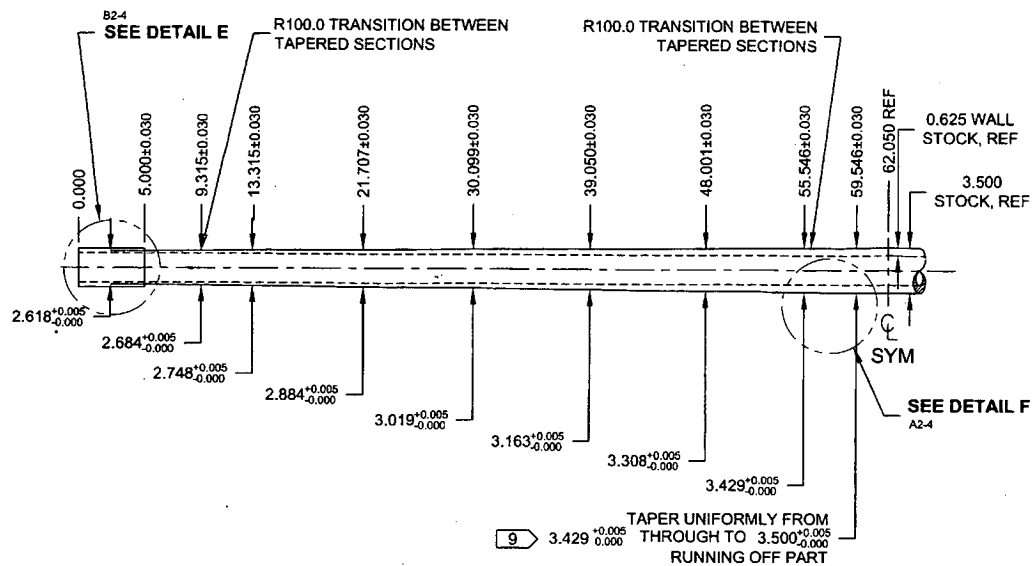 B2-4
SEE DETAIL E
R100.0 TRANSITION BETWEEN
TAPERED SECTIONS
R100.0 TRANSITION BETWEEN
TAPERED SECTIONS
0.000
5.000±0.030
9.315±0.030
13.315±0.030
21.707±0.030
30.099±0.030
39.050±0.030
48.001±0.030
55.546±0.030
59.546±0.030
62.050 REF
0.625 WALL
STOCK, REF
3.500
STOCK, REF
2.618 +0.005 -0.000
2.684 +0.005 -0.000
2.748 +0.005 -0.000
2.884 +0.005 -0.000
3.019 +0.005 -0.000
3.163 +0.005 -0.000
3.308 +0.005 -0.000
3.429 +0.005 -0.000
℄
SYM
SEE DETAIL F
A2-4
TAPER UNIFORMLY FROM
9 3.429 +0.005 0.000 THROUGH TO 3.500 +0.005 -0.000
RUNNING OFF PART